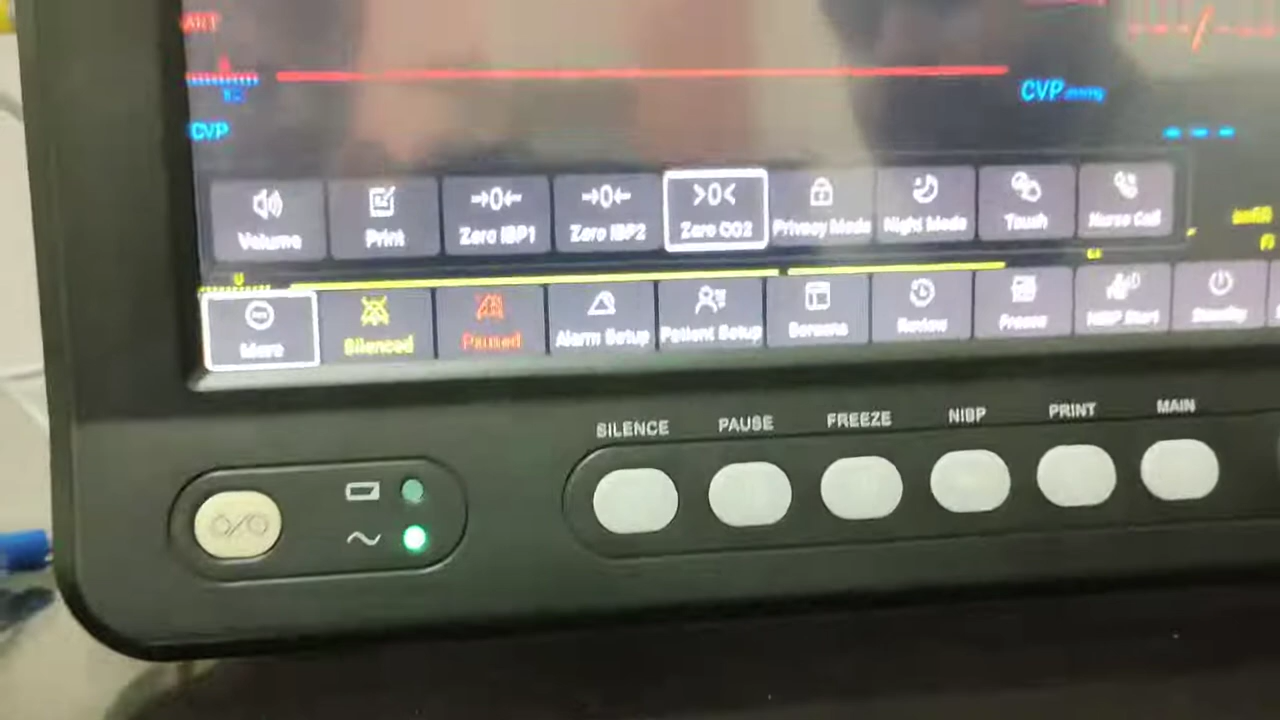 ART
CVP mmHg
CVP
Volume Print Zero IBP1 Zero IBP2 Zero CO2 Privacy Mode Night Mode Touch Nurse Call
More Silenced Paused Alarm Setup Patient Setup Screens Review Freeze NIBP Start Standby
SILENCE PAUSE FREEZE NIBP PRINT MAIN